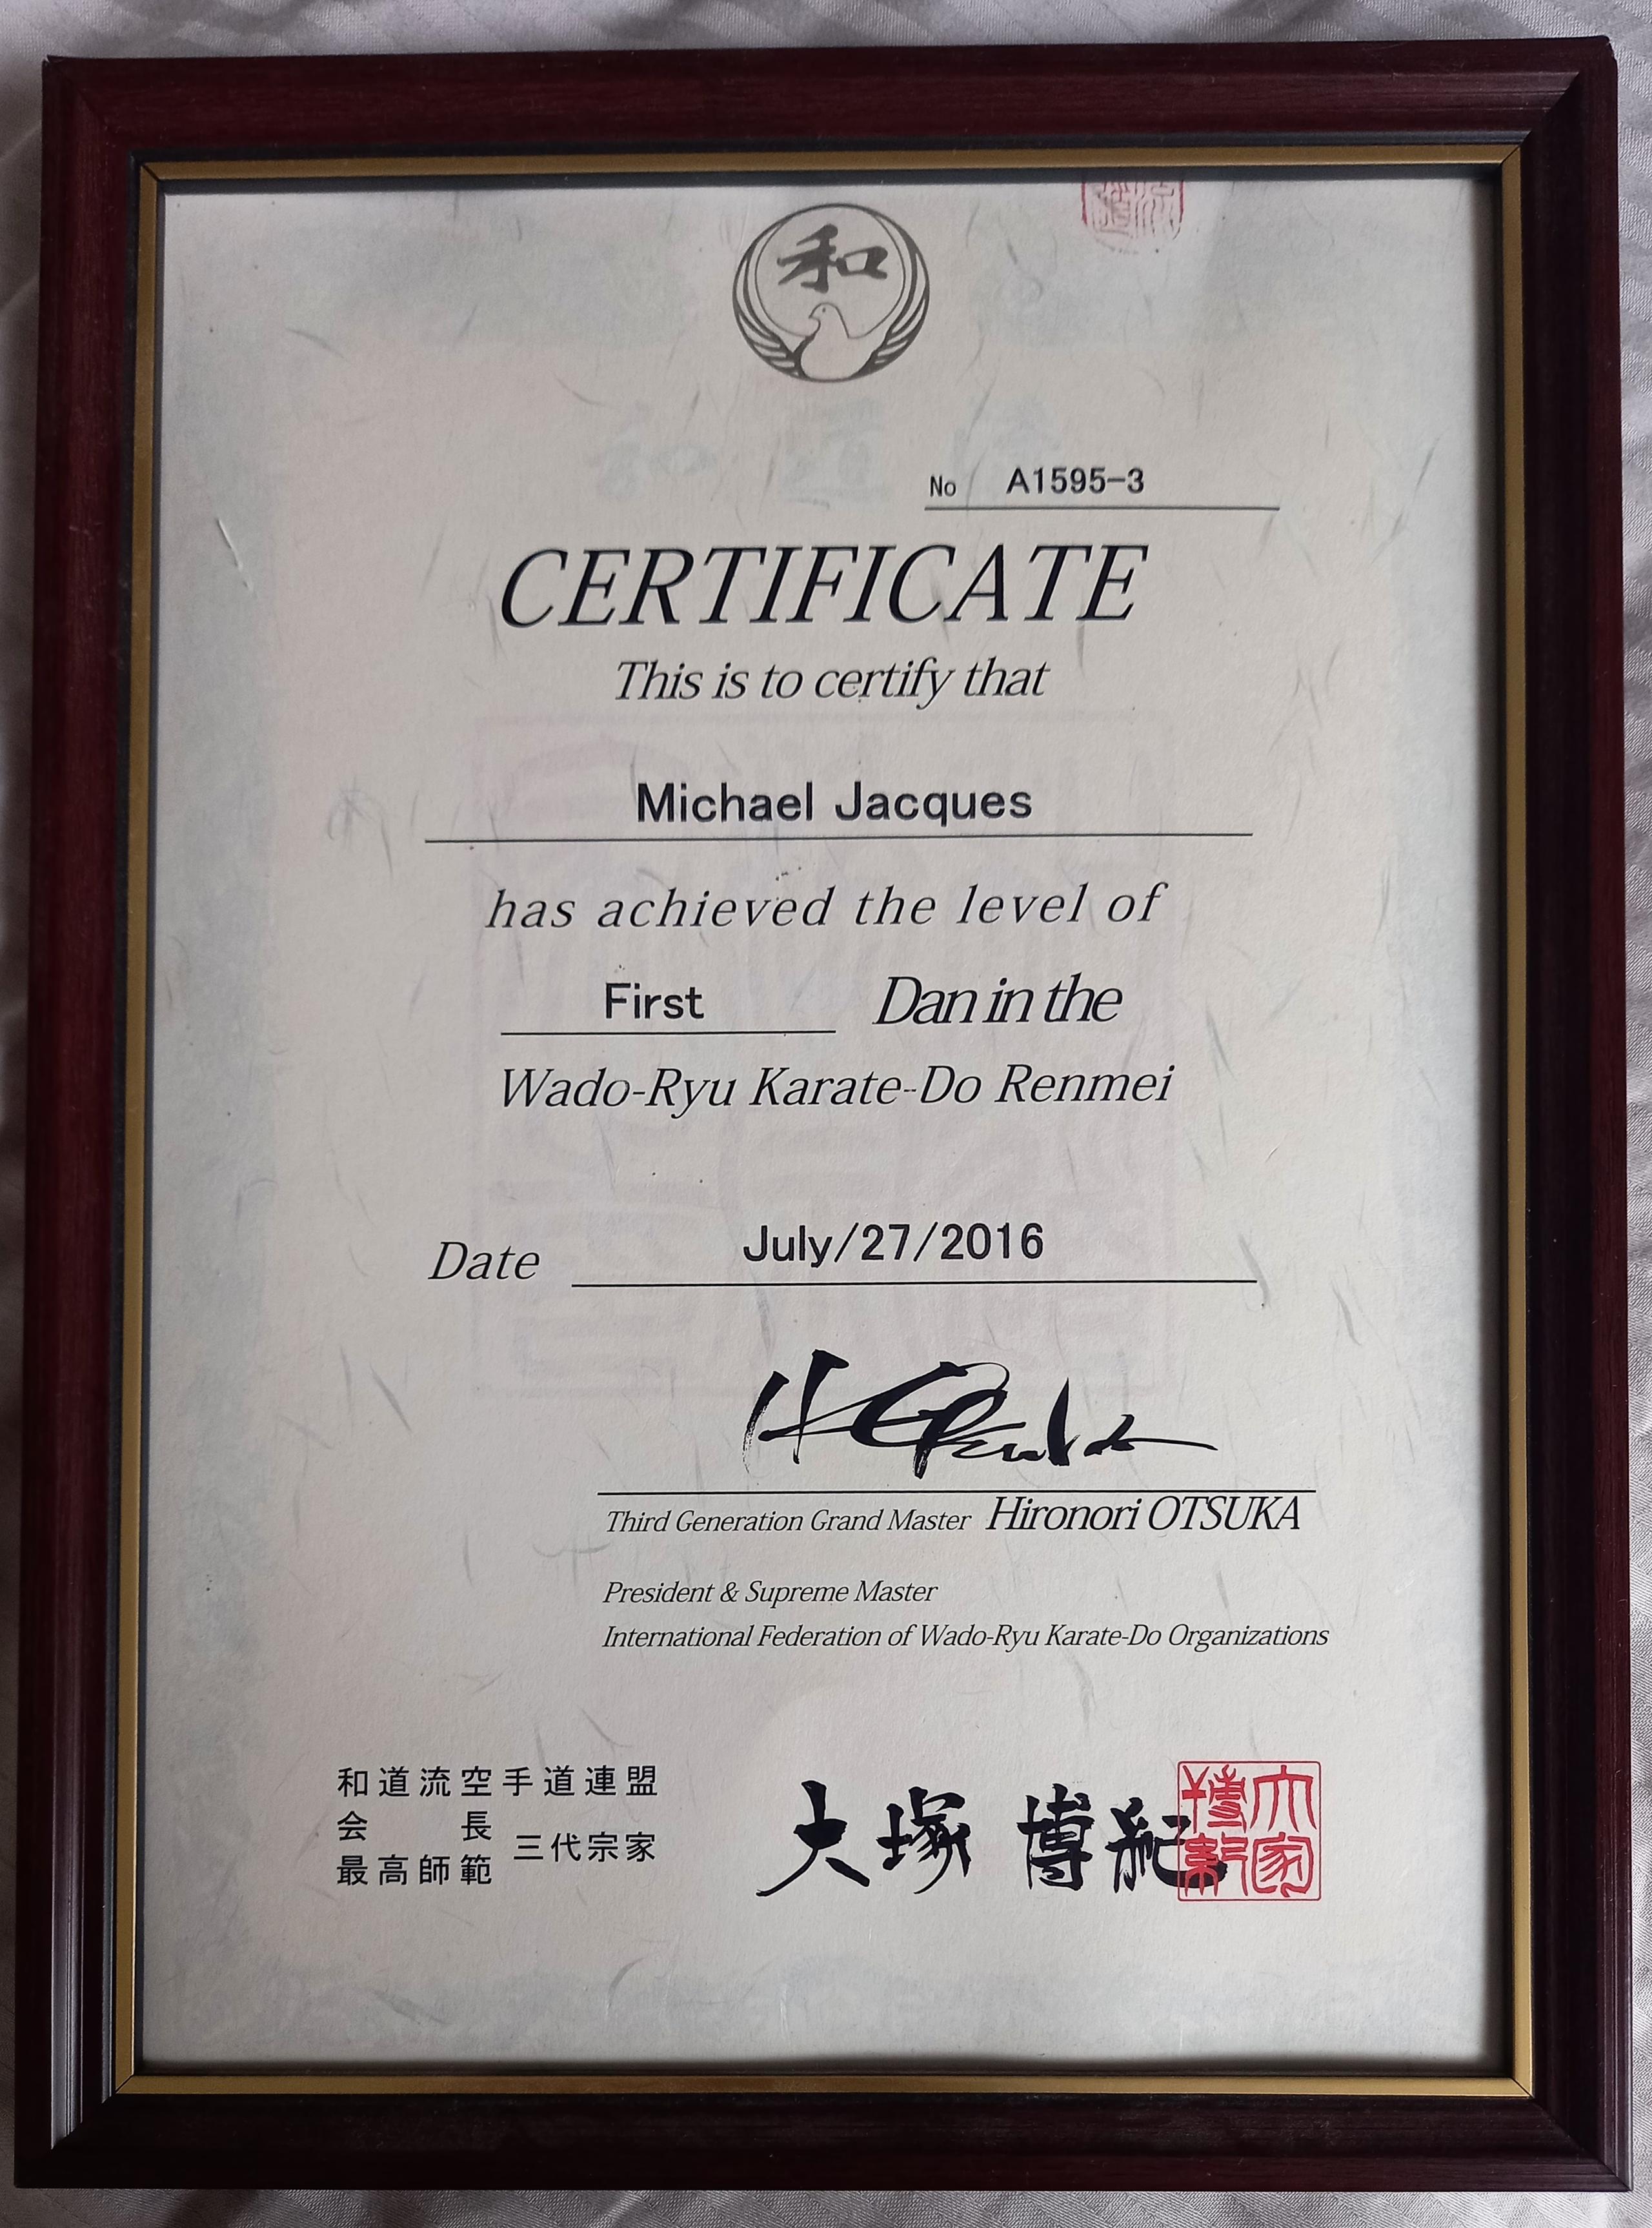 和
No A1595-3
CERTIFICATE
This is to certify that
Michael Jacques
has achieved the level of
First Dan in the
Wado-Ryu Karate-Do Renmei
Date July/27/2016
Third Generation Grand Master Hironori OTSUKA
President & Supreme Master
International Federation of Wado-Ryu Karate-Do Organizations
和道流空手道連盟
会長
三代宗家
最高師範
大塚 博紀